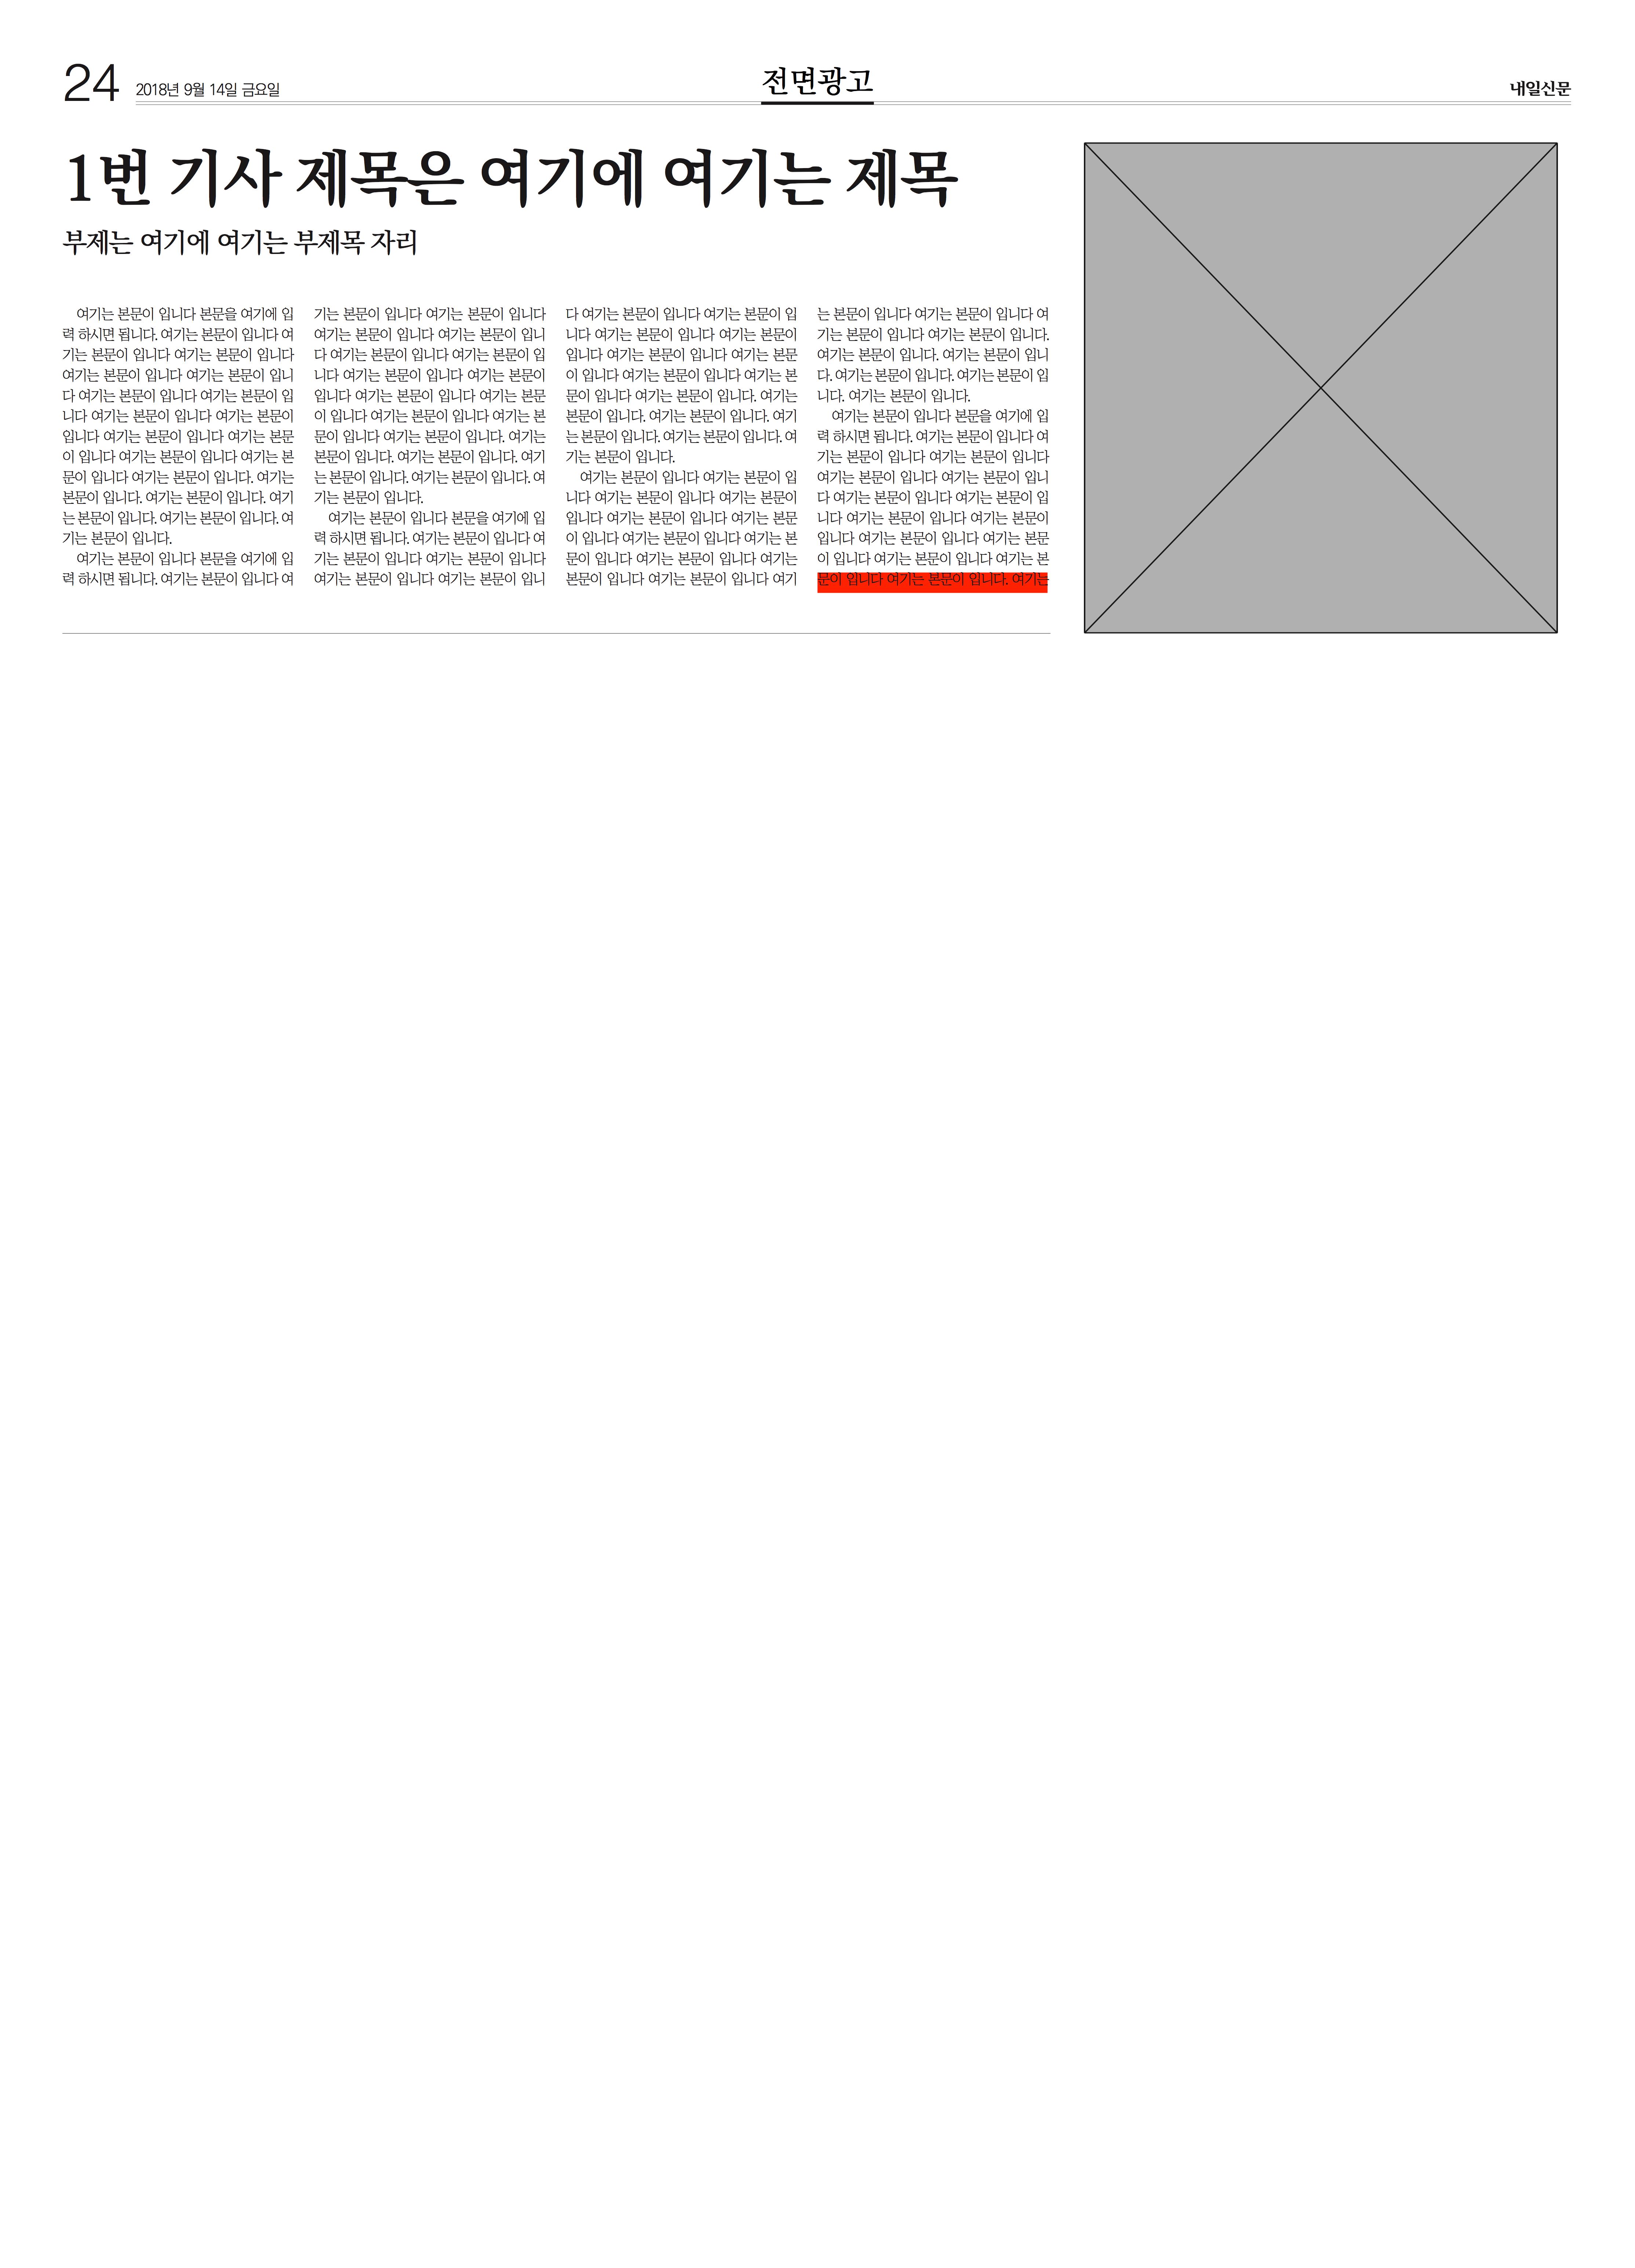 24
2018년 9월 14일 금요일
전면광고
내일신문
1번 기사 제목은 여기에 여기는 제목
부제는 여기에 여기는 부제목 자리
여기는 본문이 입니다 본문을 여기에 입
력 하시면 됩니다. 여기는 본문이 입니다 여
기는 본문이 입니다 여기는 본문이 입니다
여기는 본문이 입니다 여기는 본문이 입니
다 여기는 본문이 입니다 여기는 본문이 입
니다 여기는 본문이 입니다 여기는 본문이
입니다 여기는 본문이 입니다 여기는 본문
이 입니다 여기는 본문이 입니다 여기는 본
문이 입니다 여기는 본문이 입니다. 여기는
본문이 입니다. 여기는 본문이 입니다. 여기
는 본문이 입니다. 여기는 본문이 입니다. 여
기는 본문이 입니다.
여기는 본문이 입니다 본문을 여기에 입
력 하시면 됩니다. 여기는 본문이 입니다 여
기는 본문이 입니다 여기는 본문이 입니다
여기는 본문이 입니다 여기는 본문이 입니
다 여기는 본문이 입니다 여기는 본문이 입
니다 여기는 본문이 입니다 여기는 본문이
입니다 여기는 본문이 입니다 여기는 본문
이 입니다 여기는 본문이 입니다 여기는 본
문이 입니다 여기는 본문이 입니다. 여기는
본문이 입니다. 여기는 본문이 입니다. 여기
는 본문이 입니다. 여기는 본문이 입니다. 여
기는 본문이 입니다.
여기는 본문이 입니다 본문을 여기에 입
력 하시면 됩니다. 여기는 본문이 입니다 여
기는 본문이 입니다 여기는 본문이 입니다
여기는 본문이 입니다 여기는 본문이 입니
다 여기는 본문이 입니다 여기는 본문이 입
니다 여기는 본문이 입니다 여기는 본문이
입니다 여기는 본문이 입니다 여기는 본문
이 입니다 여기는 본문이 입니다 여기는 본
문이 입니다 여기는 본문이 입니다. 여기는
본문이 입니다. 여기는 본문이 입니다. 여기
는 본문이 입니다. 여기는 본문이 입니다. 여
기는 본문이 입니다.
여기는 본문이 입니다 여기는 본문이 입
니다 여기는 본문이 입니다 여기는 본문이
입니다 여기는 본문이 입니다 여기는 본문
이 입니다 여기는 본문이 입니다 여기는 본
문이 입니다 여기는 본문이 입니다 여기는
본문이 입니다 여기는 본문이 입니다 여기
는 본문이 입니다 여기는 본문이 입니다 여
기는 본문이 입니다 여기는 본문이 입니다.
여기는 본문이 입니다. 여기는 본문이 입니
다. 여기는 본문이 입니다. 여기는 본문이 입
니다. 여기는 본문이 입니다.
여기는 본문이 입니다 본문을 여기에 입
력 하시면 됩니다. 여기는 본문이 입니다 여
기는 본문이 입니다 여기는 본문이 입니다
여기는 본문이 입니다 여기는 본문이 입니
다 여기는 본문이 입니다 여기는 본문이 입
니다 여기는 본문이 입니다 여기는 본문이
입니다 여기는 본문이 입니다 여기는 본문
이 입니다 여기는 본문이 입니다 여기는 본
문이 입니다 여기는 본문이 입니다. 여기는